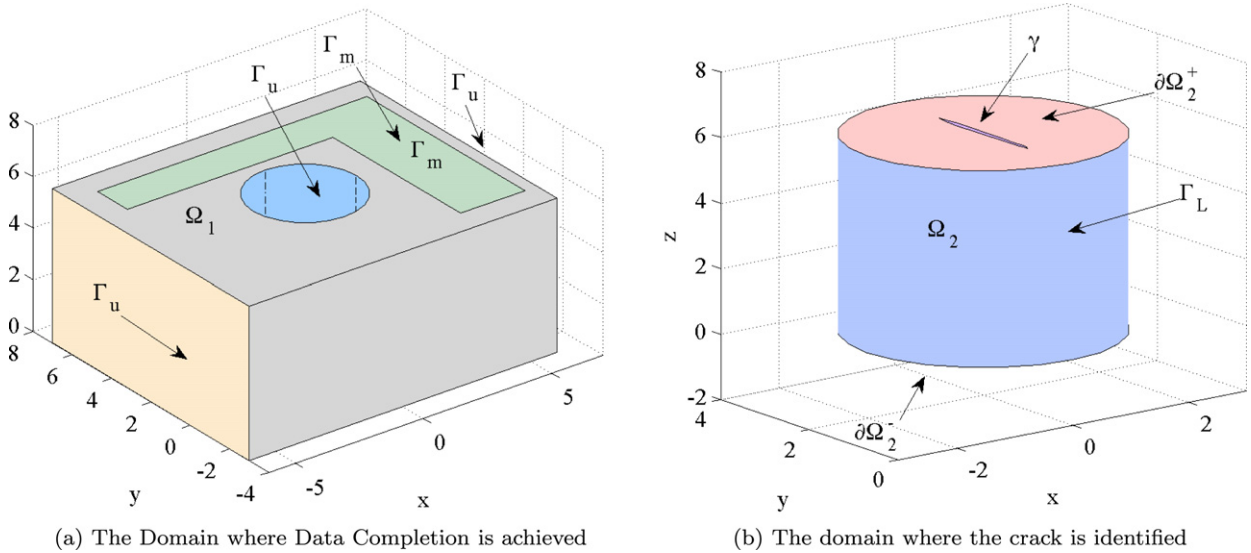 Γu
Γm
Γu
Γm
Ω1
Γu
8
6
4
2
0
8
6
4
2
0
-2
-4
y
-5
0
5
x
(a) The Domain where Data Completion is achieved
γ
∂Ω2+
ΓL
Ω2
∂Ω2-
8
6
4
2
0
-2
z
4
2
0
y
-2
0
2
x
(b) The domain where the crack is identified